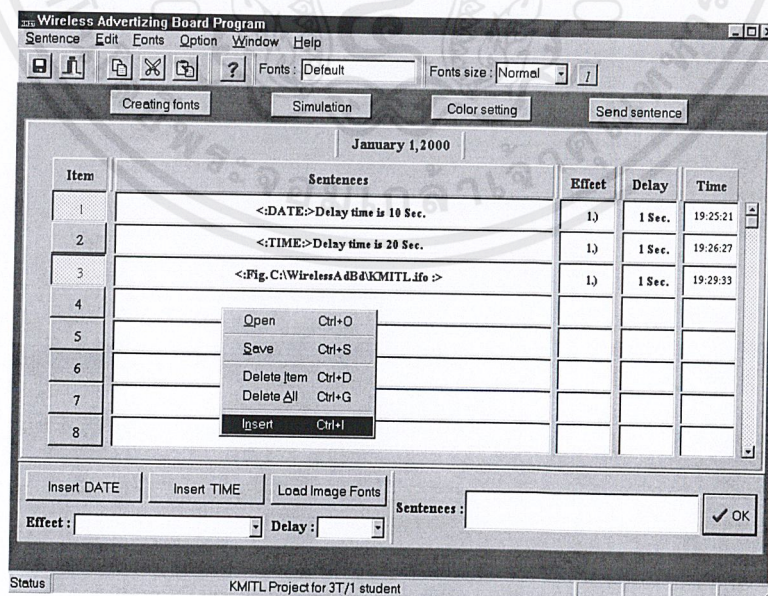 Wireless Advertizing Board Program
Sentence Edit Fonts Option Window Help
? Fonts : Default Fonts size : Normal 1
Creating fonts Simulation Color setting Send sentence
January 1,2000
Item Sentences Effect Delay Time
1 <:DATE:>Delay time is 10 Sec. 1,) 1 Sec. 19:25:21
2 <:TIME:>Delay time is 20 Sec. 1,) 1 Sec. 19:26:27
3 <:Fig. C:\WirelessAdBd\KMITL.ifo :> 1,) 1 Sec. 19:29:33
4
Open Ctrl+O
5
Save Ctrl+S
6
Delete Item Ctrl+D
7
Delete All Ctrl+G
Insert Ctrl+I
8
Insert DATE Insert TIME Load Image Fonts
Sentences : OK
Effect : Delay :
Status KMITL Project for 3T/1 student